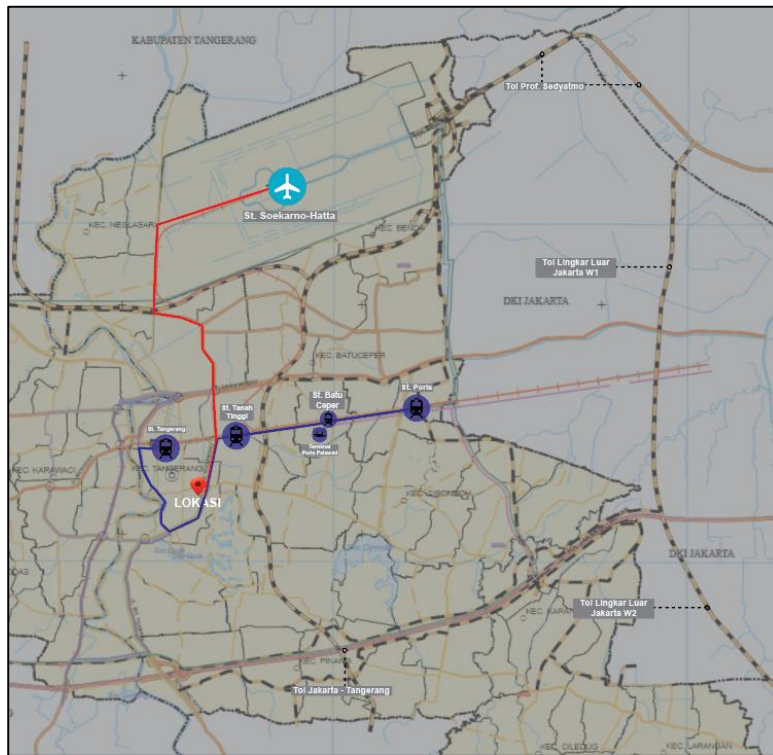 KABUPATEN TANGERANG
Tol Prof. Sedyatmo
St. Soekarno-Hatta
KEC. NEGLASARI
KEC. BENDA
Tol Lingkar Luar
Jakarta W1
DKI JAKARTA
KEC. BATUCEPER
St. Poris
St. Batu
Ceper
St. Tanah
Tinggi
St. Tangerang
Terminal
Poris Palawad
KEC. KARAWACI
KEC. TANGERANG
LOKASI
KEC. CIPONDOH
DKI JAKARTA
Tol Lingkar Luar
Jakarta W2
KEC. PINANG
Tol Jakarta - Tangerang
KEC. CILEDUG
KEC. LARANGAN